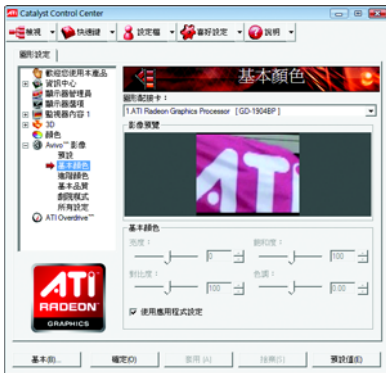 Catalyst Control Center
檢視
快速鍵
設定檔
喜好設定
說明
圖形設定
歡迎您使用本產品
資訊中心
顯示器管理員
顯示器選項
監視器內容 1
3D
顏色
Avivo™ 影像
預設
基本顏色
進階顏色
基本品質
劇院模式
所有設定
ATI Overdrive™
ATI
RADEON
GRAPHICS
基本顏色
圖形配接卡：
1.ATI Radeon Graphics Processor [ GD-1904BP ]
影像預覽
ATI
基本顏色
亮度：
0
飽和度：
100
對比度：
100
色調：
0.00
使用應用程式設定
基本(B)...
確定(O)
套用 (A)
捨棄(S)
預設值(E)